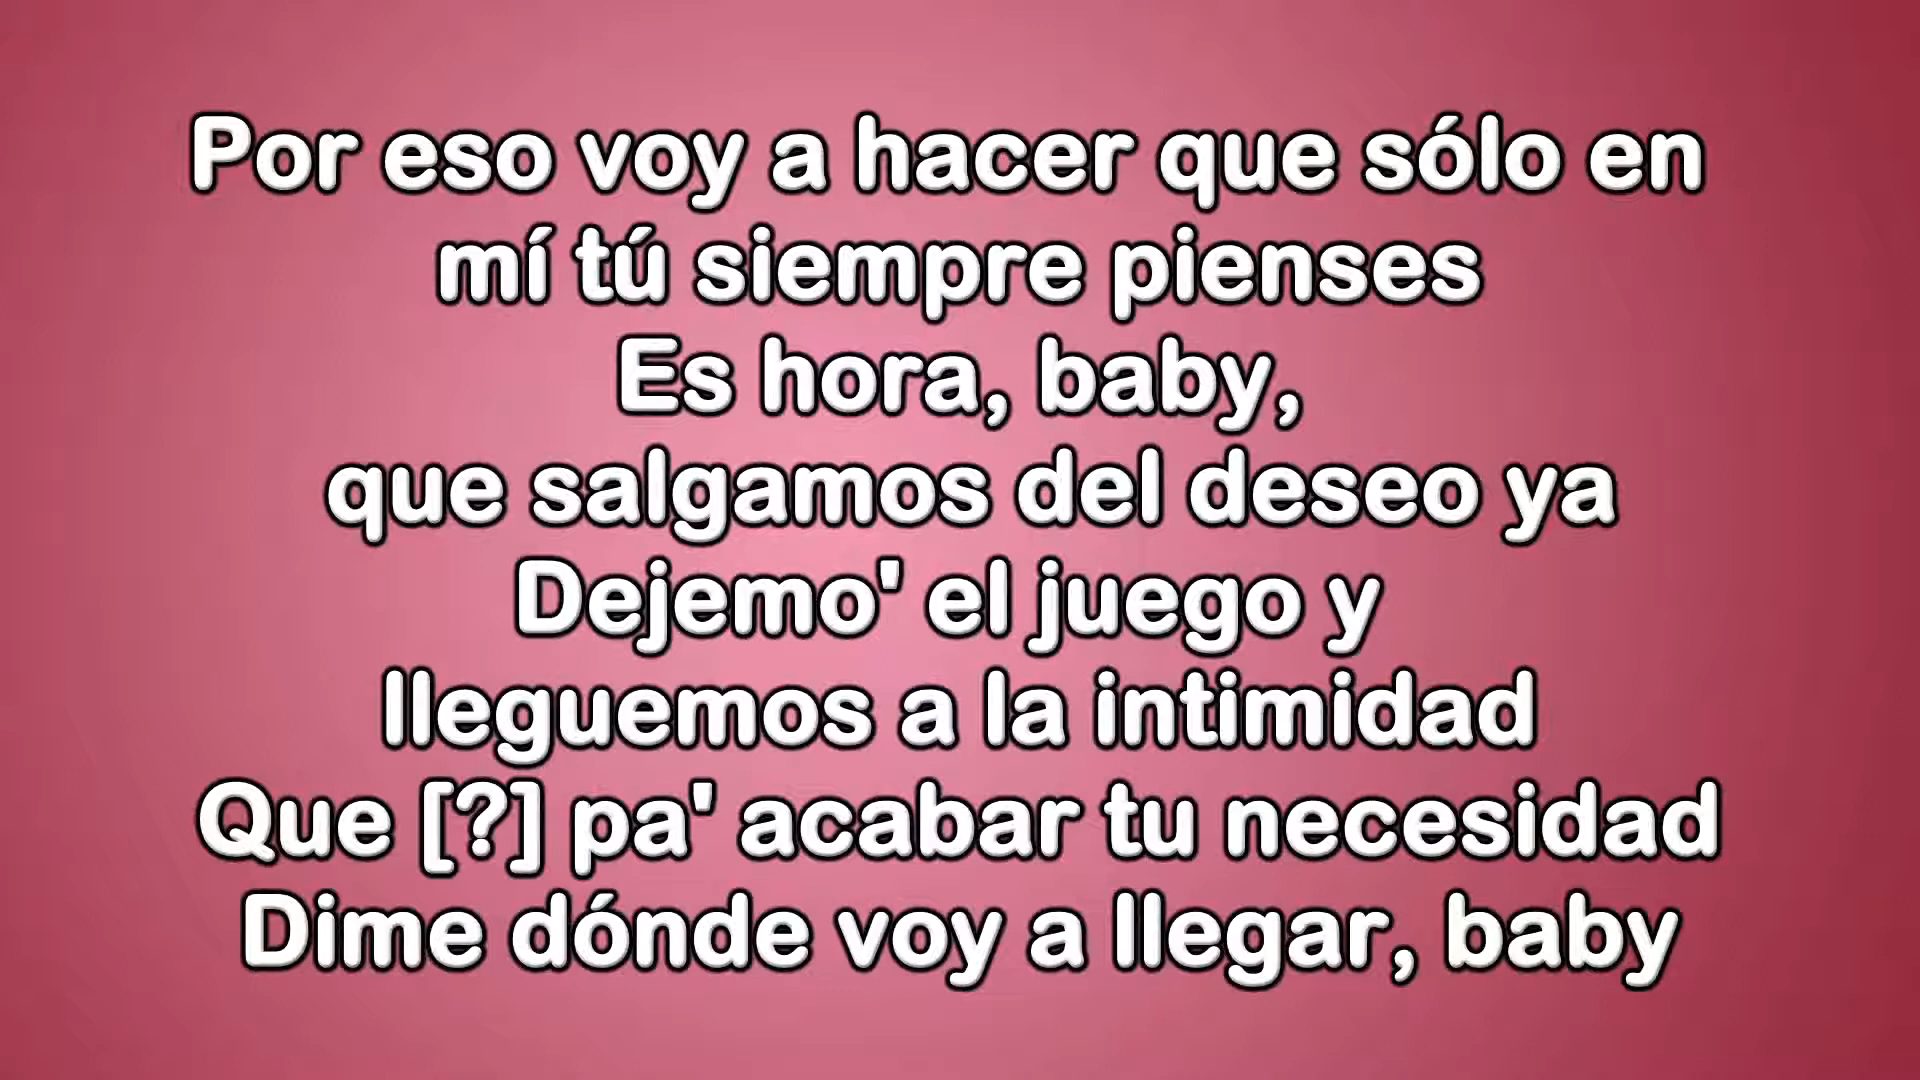 Por eso voy a hacer que sólo en
mí tú siempre pienses
Es hora, baby,
que salgamos del deseo ya
Dejemo' el juego y
lleguemos a la intimidad
Que [?] pa' acabar tu necesidad
Dime dónde voy a llegar, baby